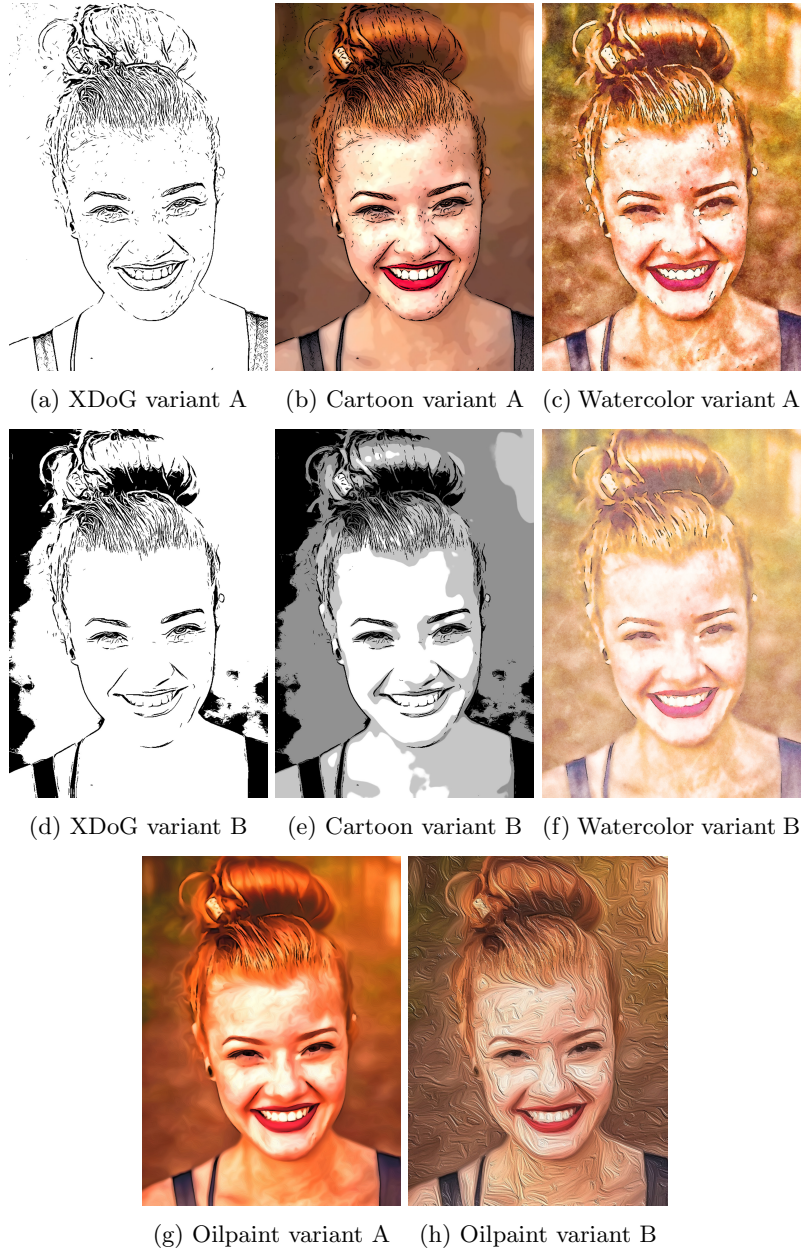 (a) XDoG variant A
(b) Cartoon variant A
(c) Watercolor variant A
(d) XDoG variant B
(e) Cartoon variant B
(f) Watercolor variant B
(g) Oilpaint variant A
(h) Oilpaint variant B